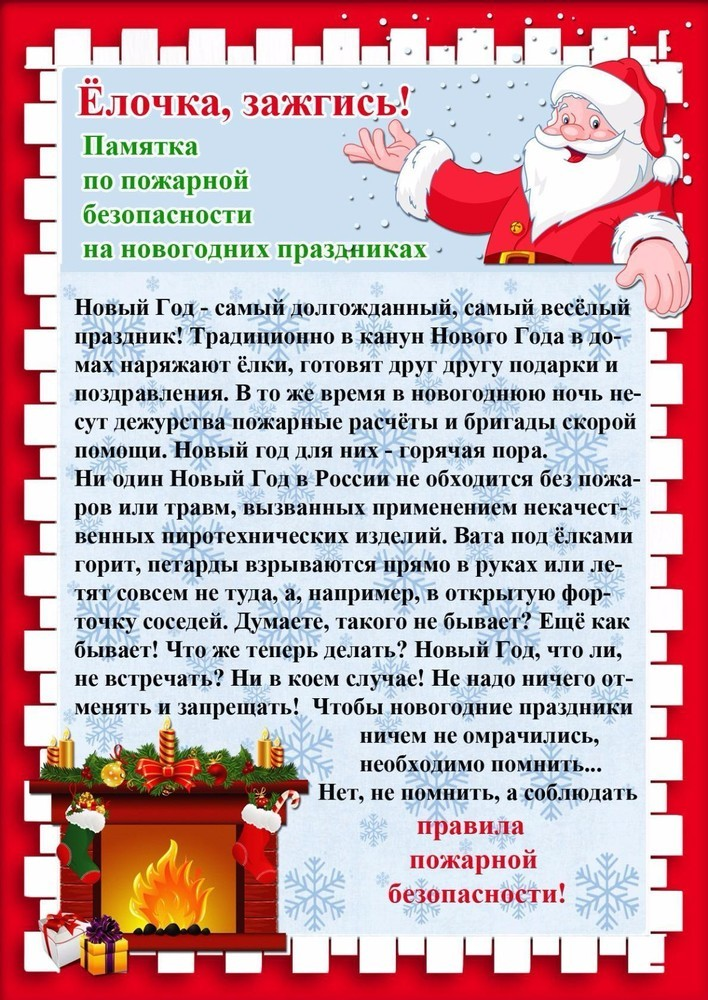 Ёлочка, зажгись!
Памятка
по пожарной
безопасности
на новогодних праздниках
Новый Год - самый долгожданный, самый весёлый
праздник! Традиционно в канун Нового Года в до-
мах наряжают ёлки, готовят друг другу подарки и
поздравления. В то же время в новогоднюю ночь не-
сут дежурства пожарные расчёты и бригады скорой
помощи. Новый год для них - горячая пора.
Ни один Новый Год в России не обходится без пожа-
ров или травм, вызванных применением некачест-
венных пиротехнических изделий. Вата под ёлками
горит, петарды взрываются прямо в руках или ле-
тят совсем не туда, а, например, в открытую фор-
точку соседей. Думаете, такого не бывает? Ещё как
бывает! Что же теперь делать? Новый Год, что ли,
не встречать? Ни в коем случае! Не надо ничего от-
менять и запрещать! Чтобы новогодние праздники
ничем не омрачились,
необходимо помнить...
Нет, не помнить, а соблюдать
правила
пожарной
безопасности!